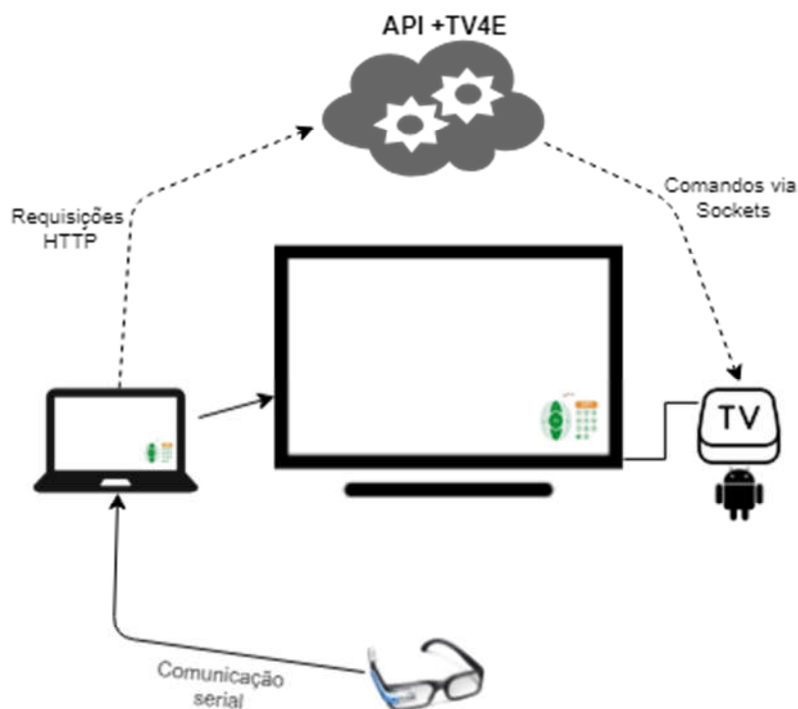 API +TV4E
Requisições
HTTP
Comandos via
Sockets
TV
Comunicação
serial